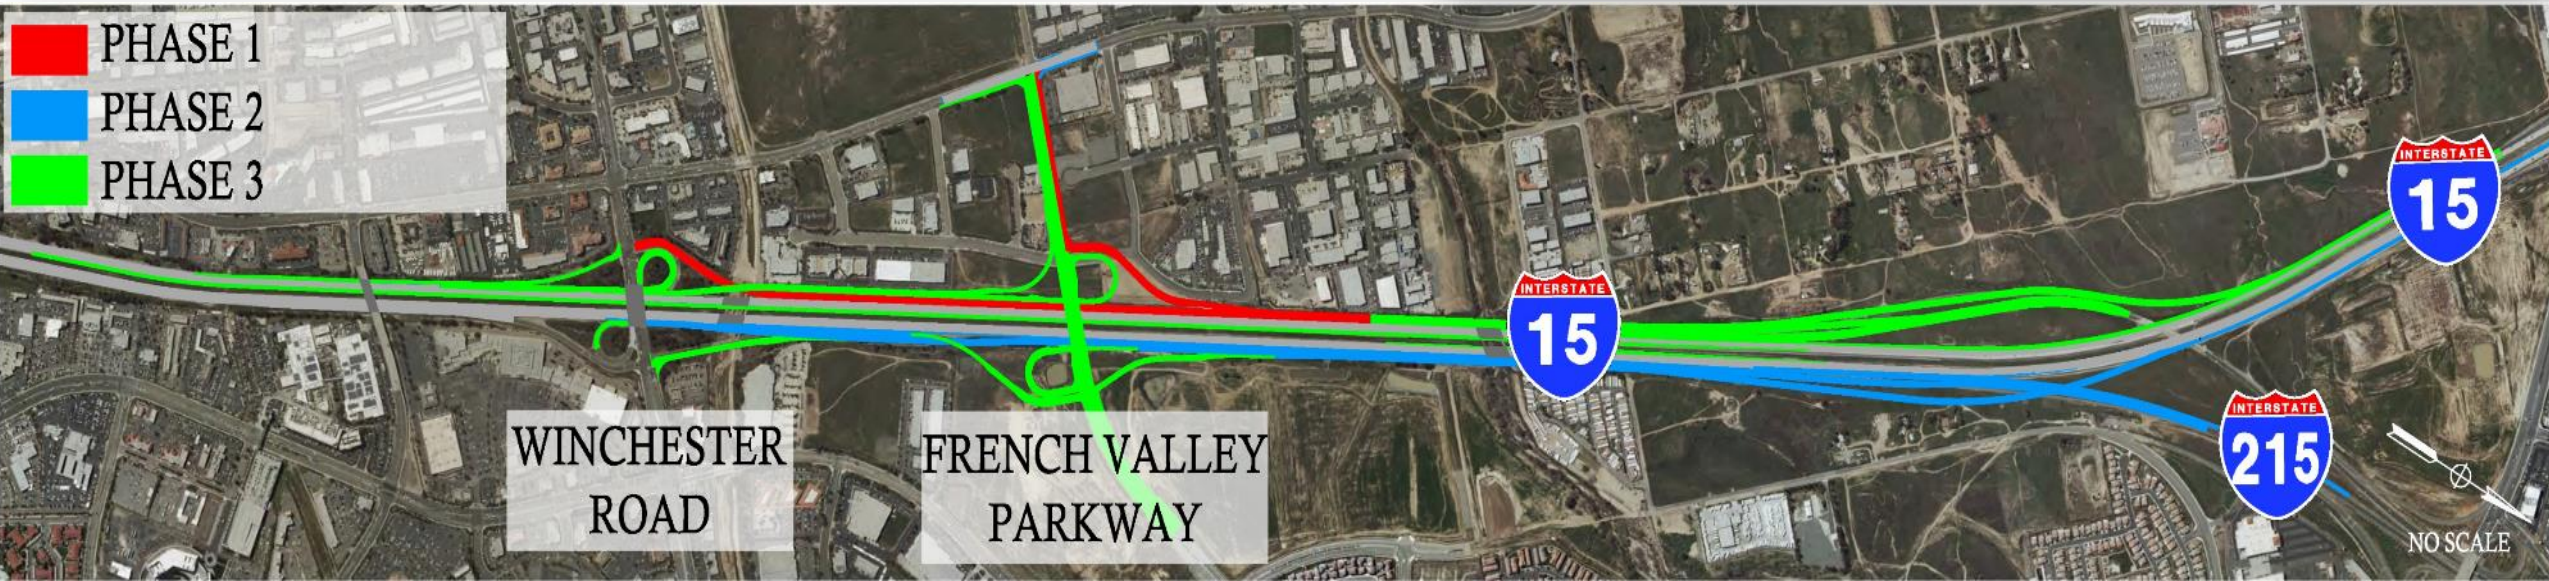 PHASE 1
PHASE 2
PHASE 3
INTERSTATE
15
INTERSTATE
15
INTERSTATE
215
WINCHESTER
ROAD
FRENCH VALLEY
PARKWAY
NO SCALE